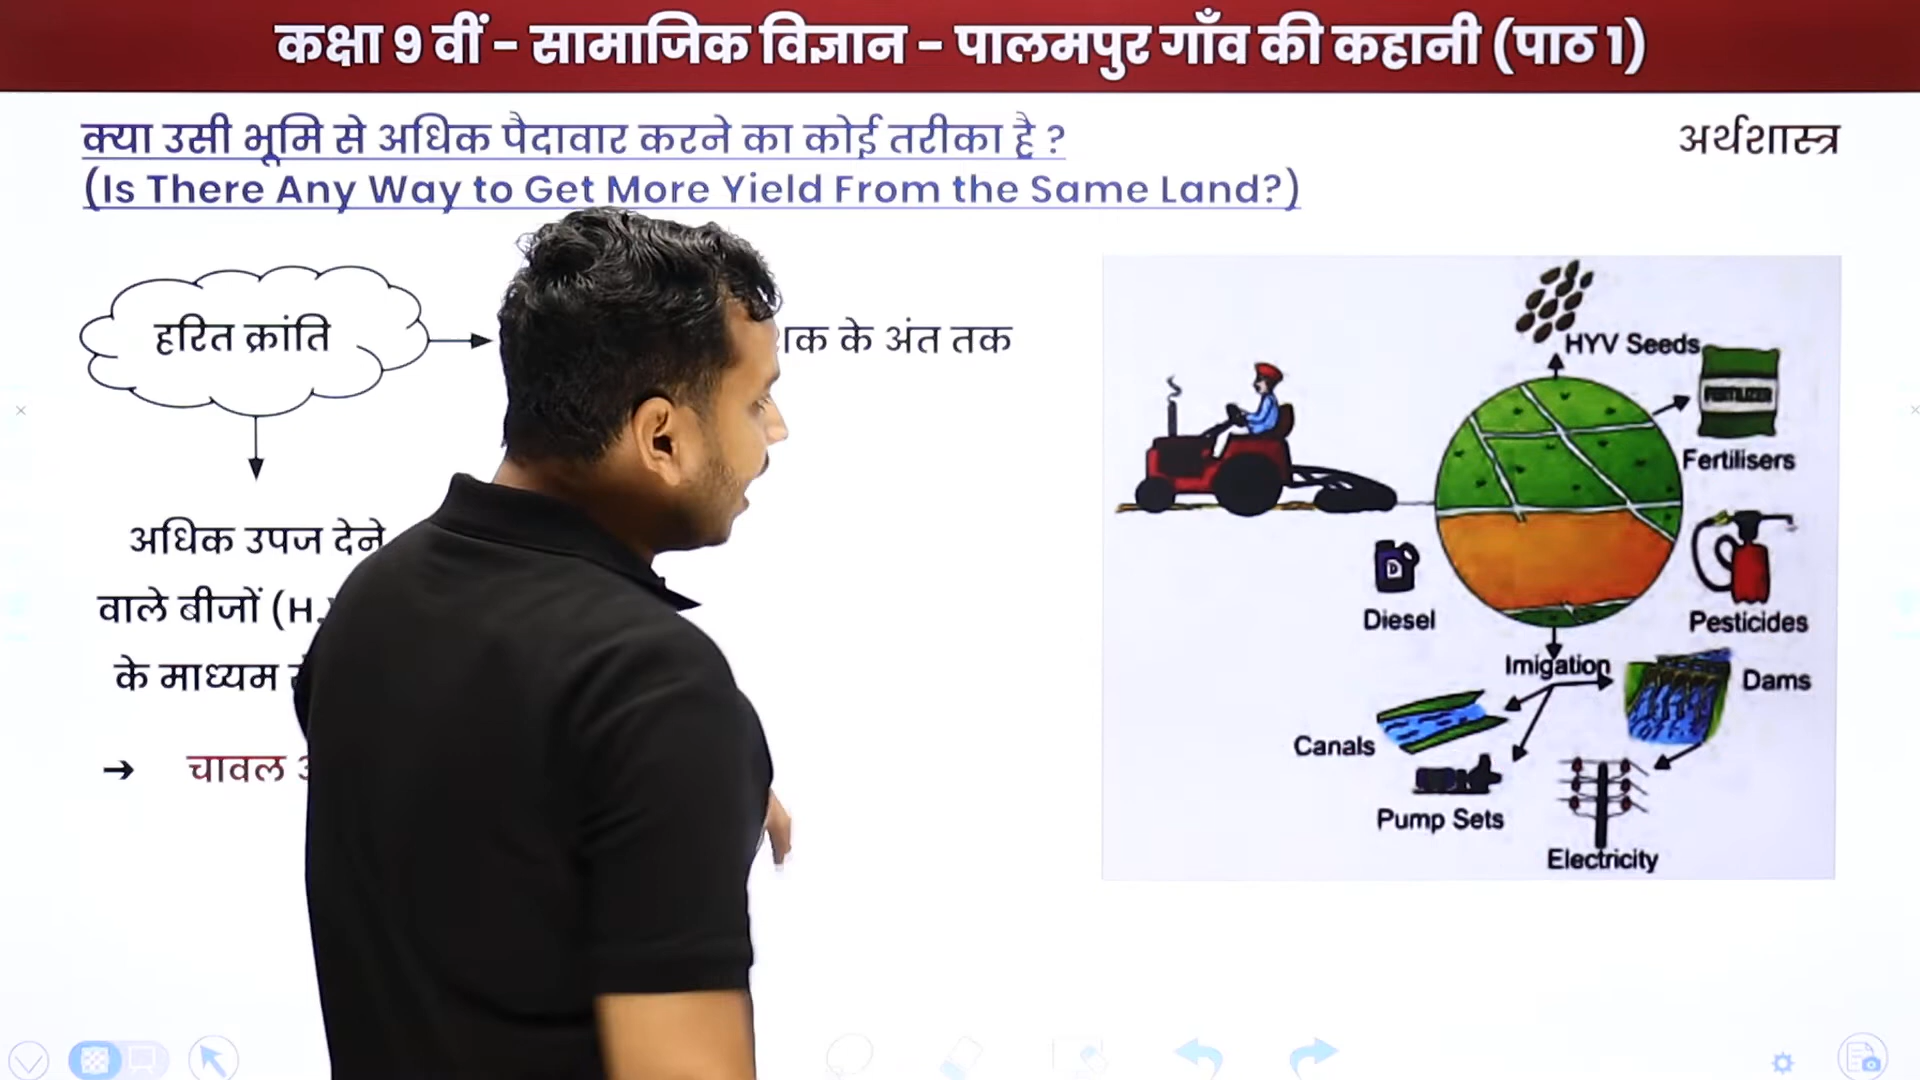 कक्षा 9 वीं - सामाजिक विज्ञान - पालमपुर गाँव की कहानी (पाठ 1)
क्या उसी भूमि से अधिक पैदावार करने का कोई तरीका है ?
(Is There Any Way to Get More Yield From the Same Land?)
अर्थशास्त्र
हरित क्रांति
के अंत तक
अधिक उपज देने
वाले बीजों (H.
के माध्यम
चावल
HYV Seeds
FERTILIZER
Fertilisers
D
Diesel
Pesticides
Imigation
Dams
Canals
Pump Sets
Electricity